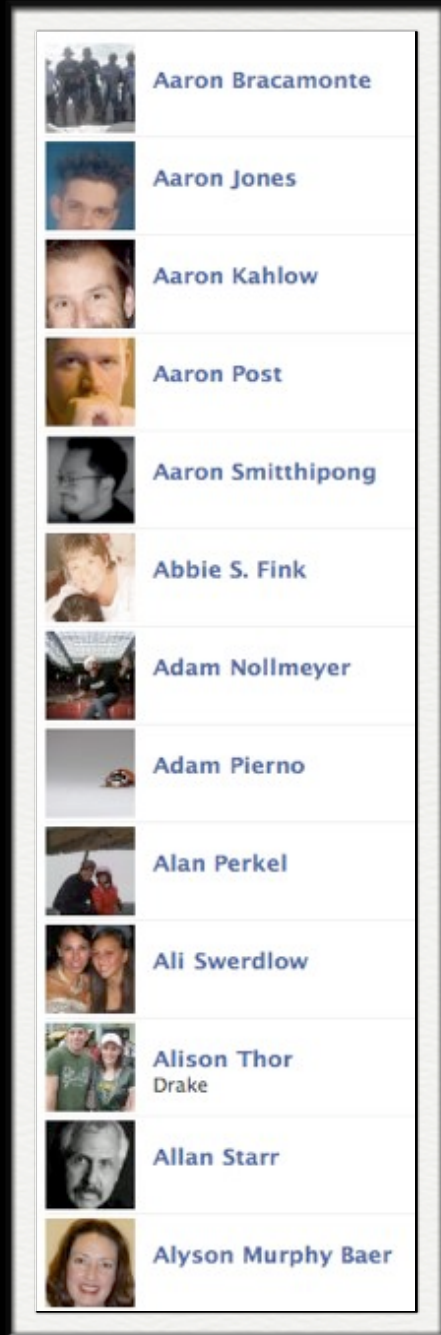 Aaron Bracamonte
Aaron Jones
Aaron Kahlow
Aaron Post
Aaron Smitthipong
Abbie S. Fink
Adam Nollmeyer
Adam Pierno
Alan Perkel
Ali Swerdlow
Alison Thor
Drake
Allan Starr
Alyson Murphy Baer